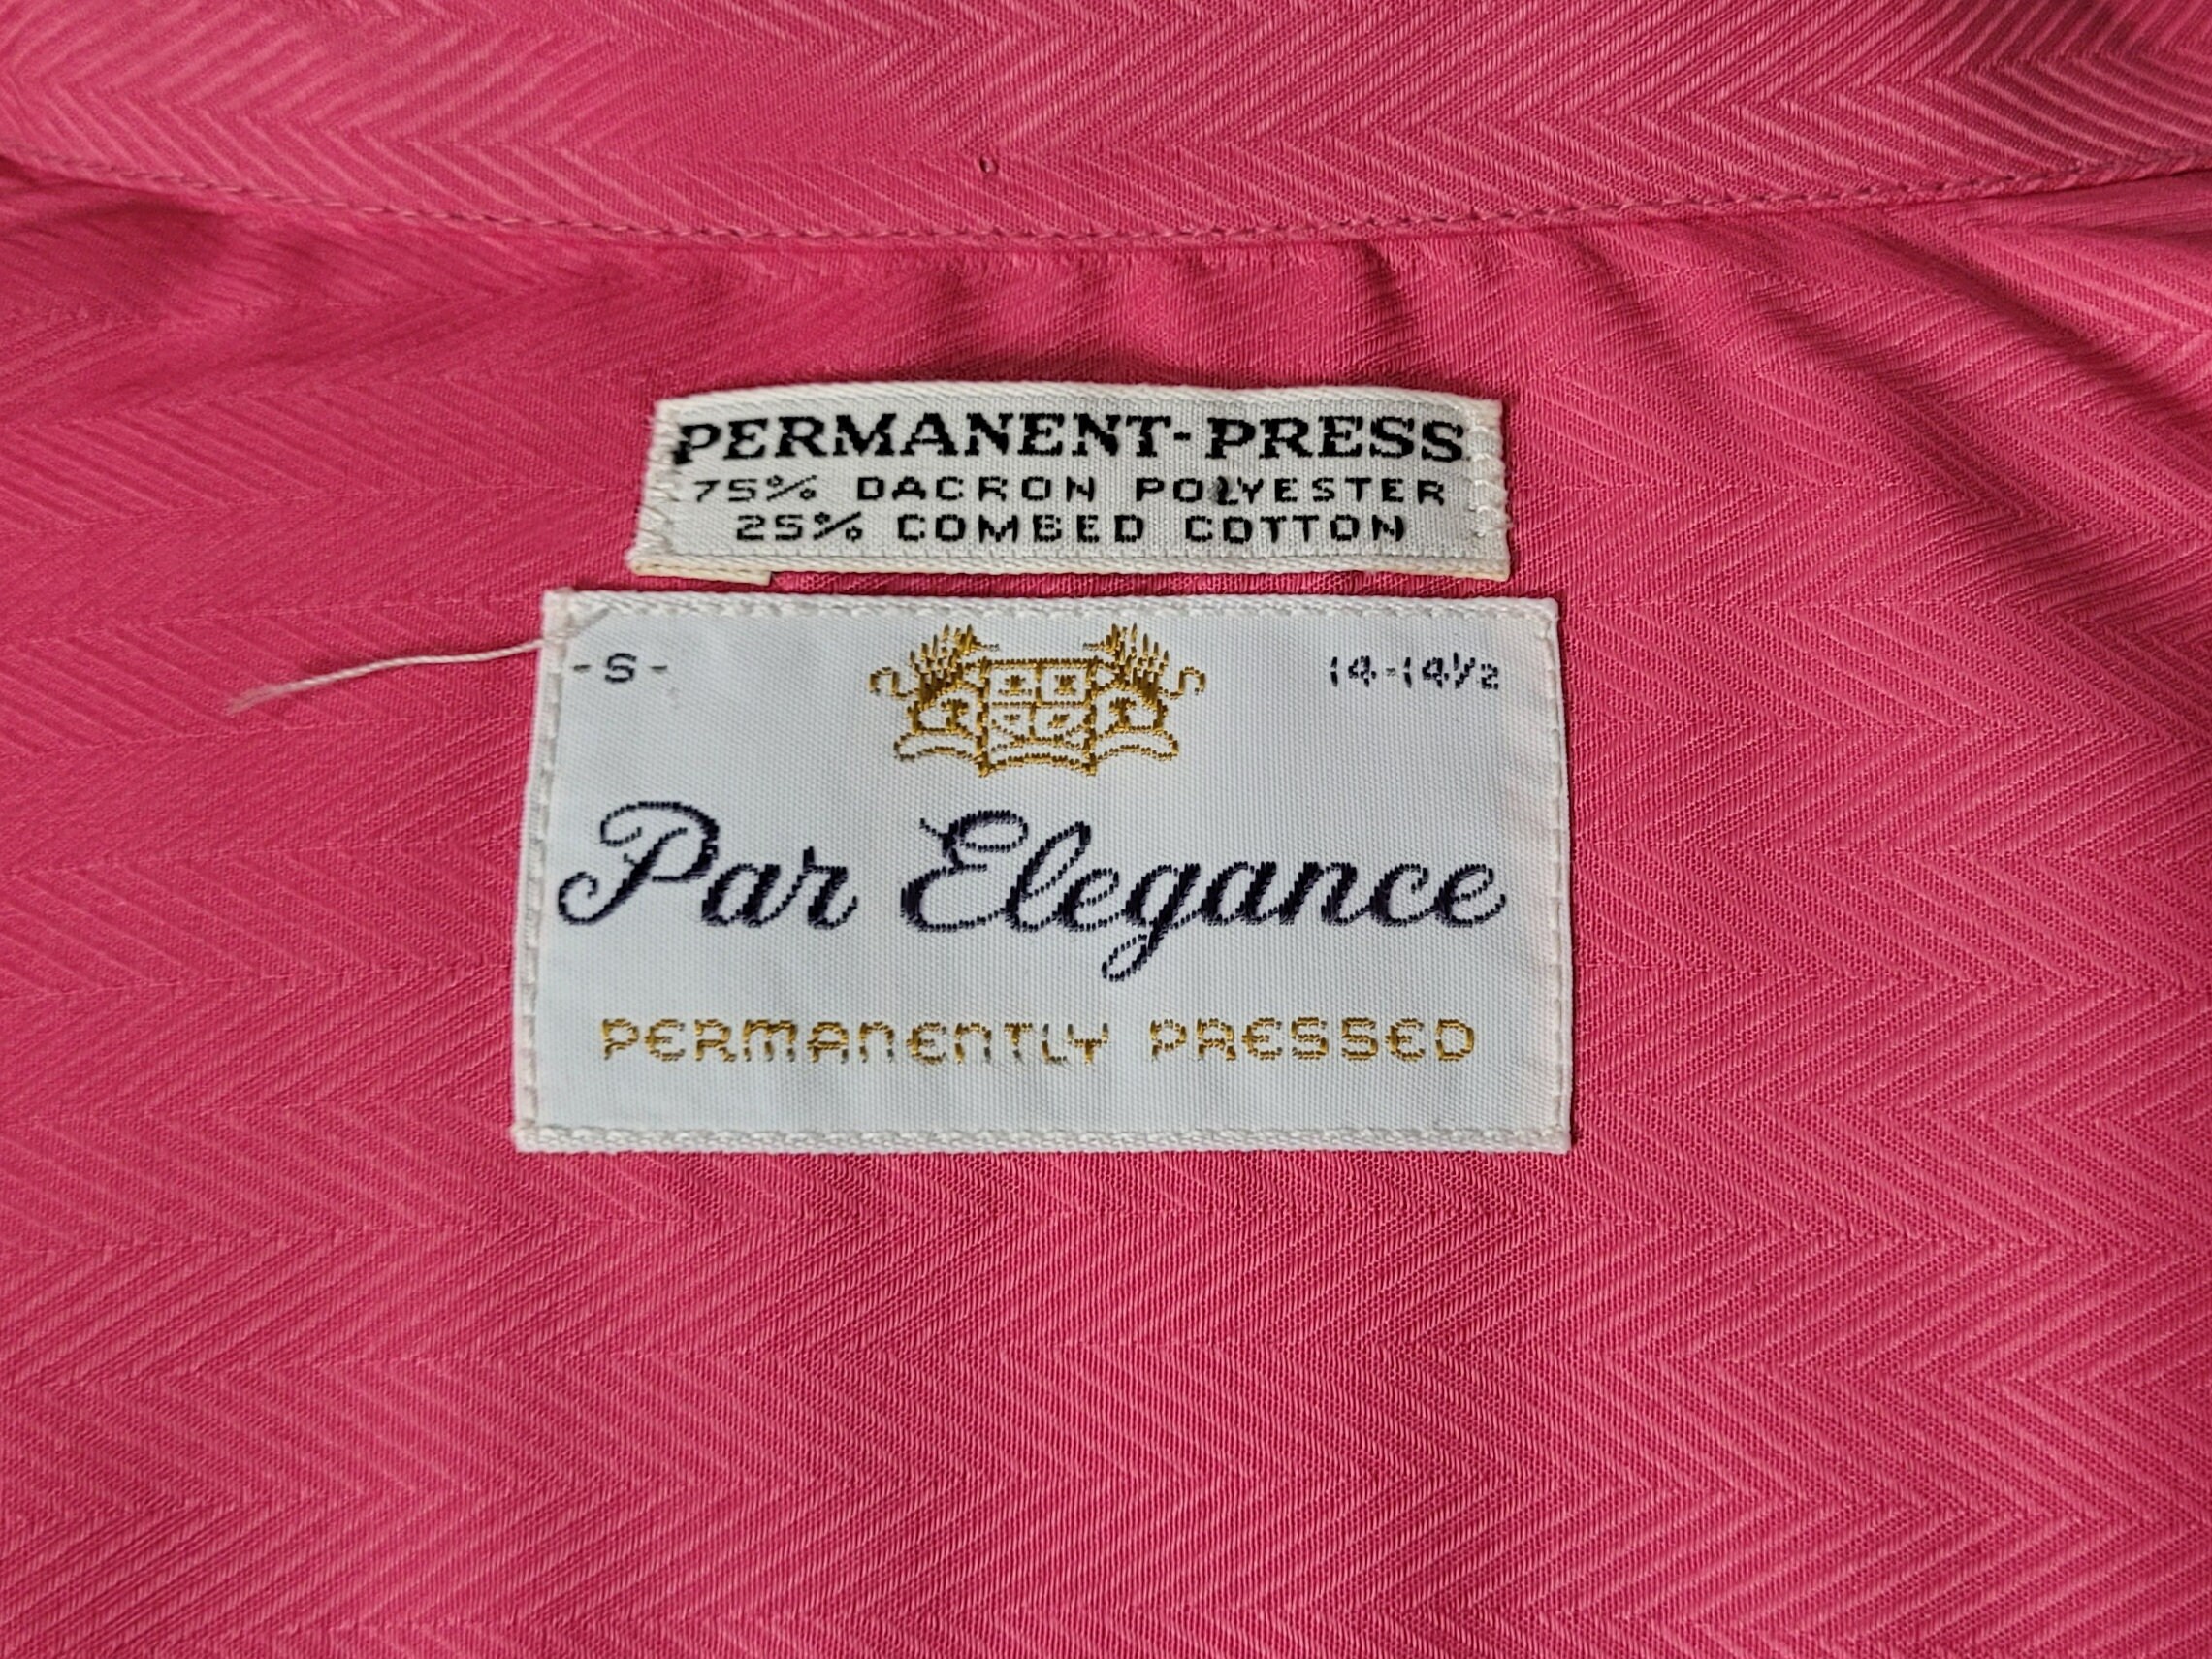 PERMANENT-PRESS
75% DACRON POLYESTER
25% COMBED COTTON
-S- 14-14½
Par Elegance
PERMANENTLY PRESSED